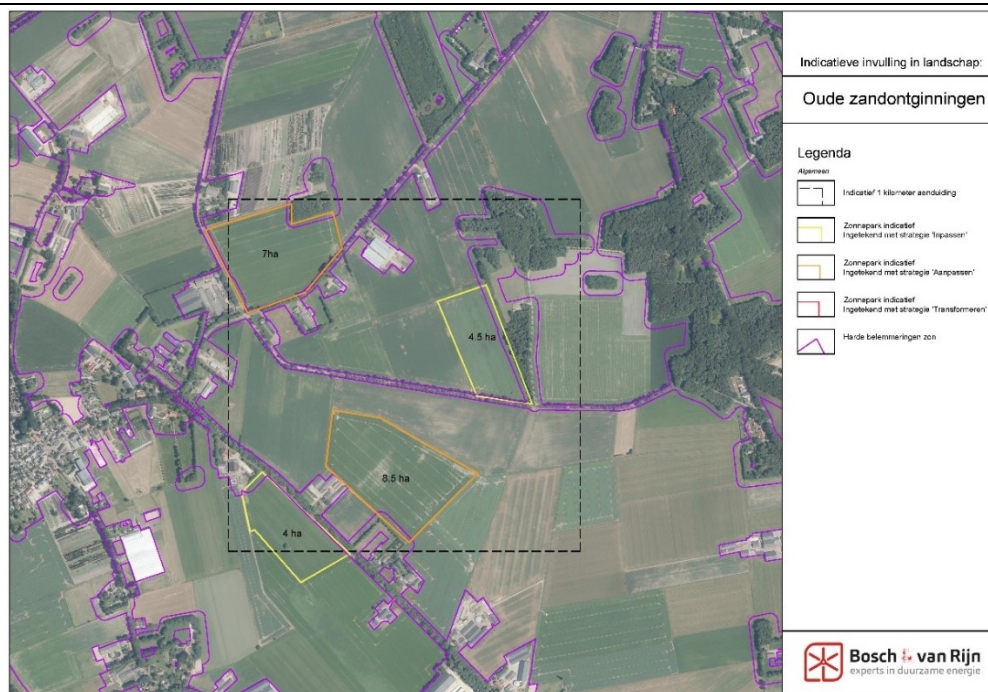 Indicatieve invulling in landschap:
Oude zandontginningen
Legenda
Algemeen
Indicatief 1 kilometer aanduiding
Zonnepark indicatief
Ingetekend met strategie 'Inpassen'
Zonnepark indicatief
Ingetekend met strategie 'Aanpassen'
Zonnepark indicatief
Ingetekend met strategie 'Transformeren'
Harde belemmeringen zon
7ha
4.5 ha
8.5 ha
4 ha
Bosch & van Rijn
experts in duurzame energie